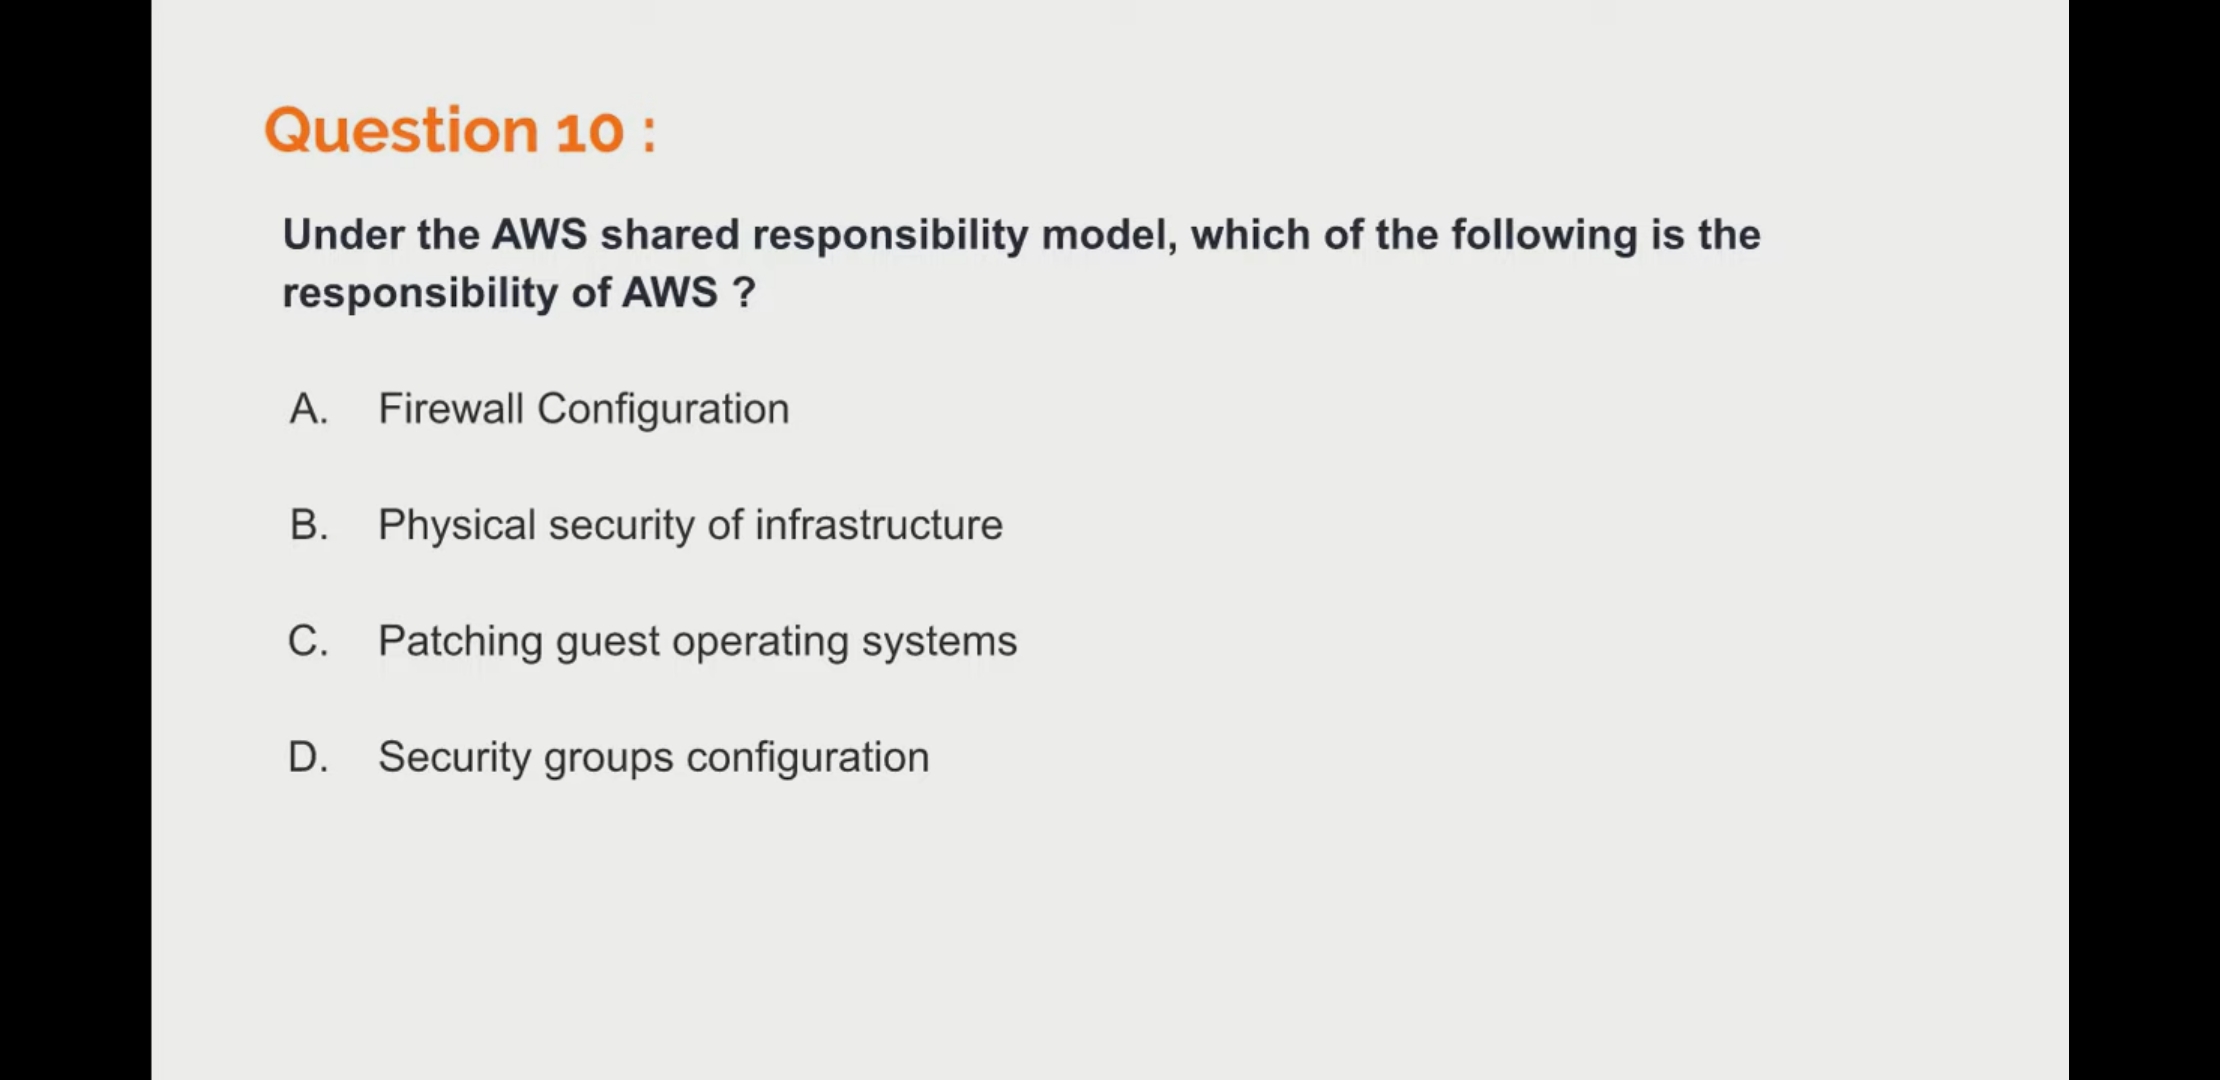 Question 10 :
Under the AWS shared responsibility model, which of the following is the
responsibility of AWS ?
A. Firewall Configuration
B. Physical security of infrastructure
C. Patching guest operating systems
D. Security groups configuration